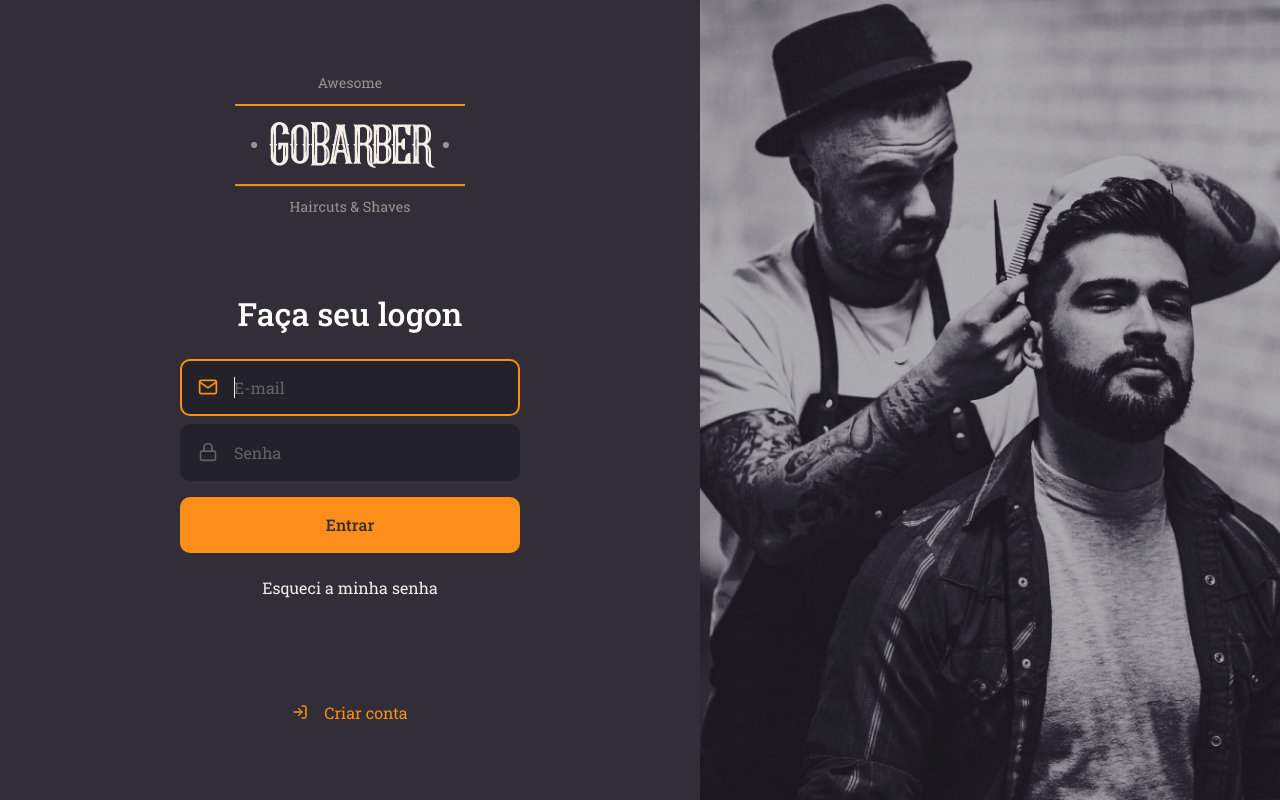 Awesome
GoBarber
Haircuts & Shaves
Faça seu logon
E-mail
Senha
Entrar
Esqueci a minha senha
Criar conta